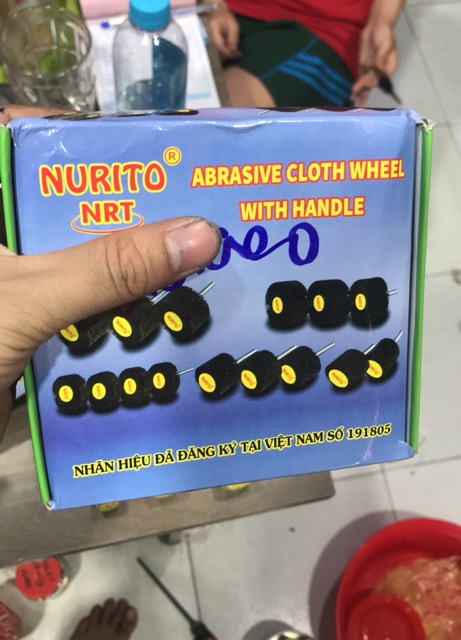 NURITO ®
NRT
ABRASIVE CLOTH WHEEL
WITH HANDLE
NHÃN HIỆU ĐÃ ĐĂNG KÝ TẠI VIỆT NAM SỐ 191805